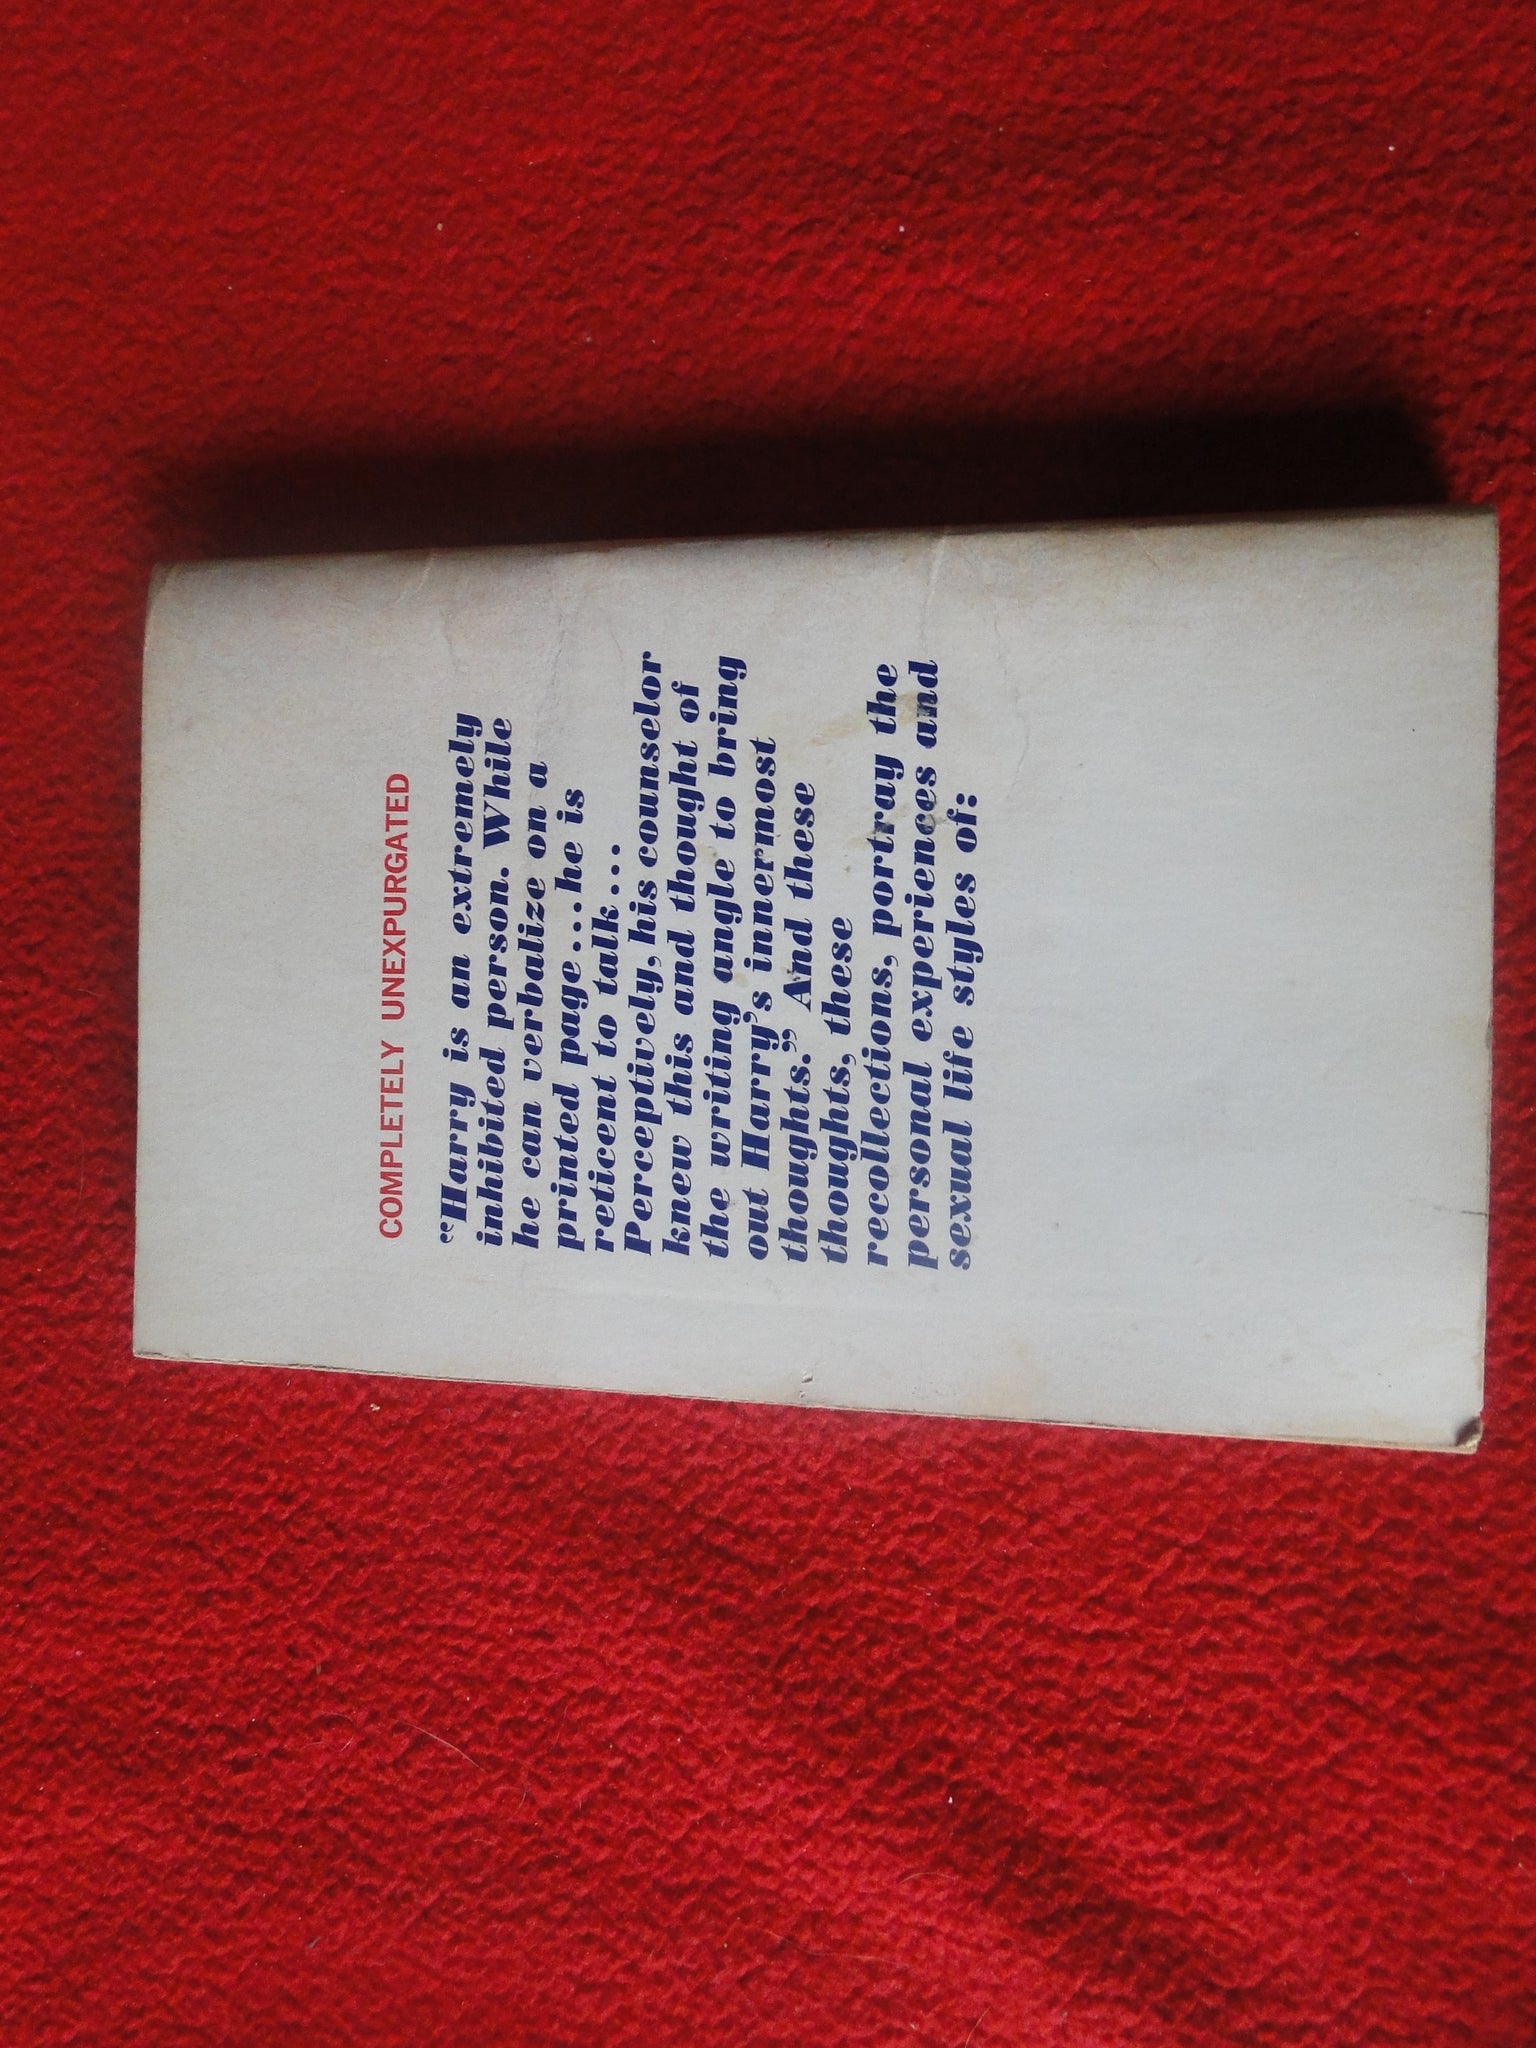 COMPLETELY UNEXPURGATED
“Harry is an extremely
inhibited person. While
he can verbalize on a
printed page...he is
reticent to talk...
Perceptively, his counselor
knew this and thought of
the writing angle to bring
out Harry's innermost
thoughts.” And these
thoughts, these
recollections, portray the
personal experiences and
sexual life styles of: